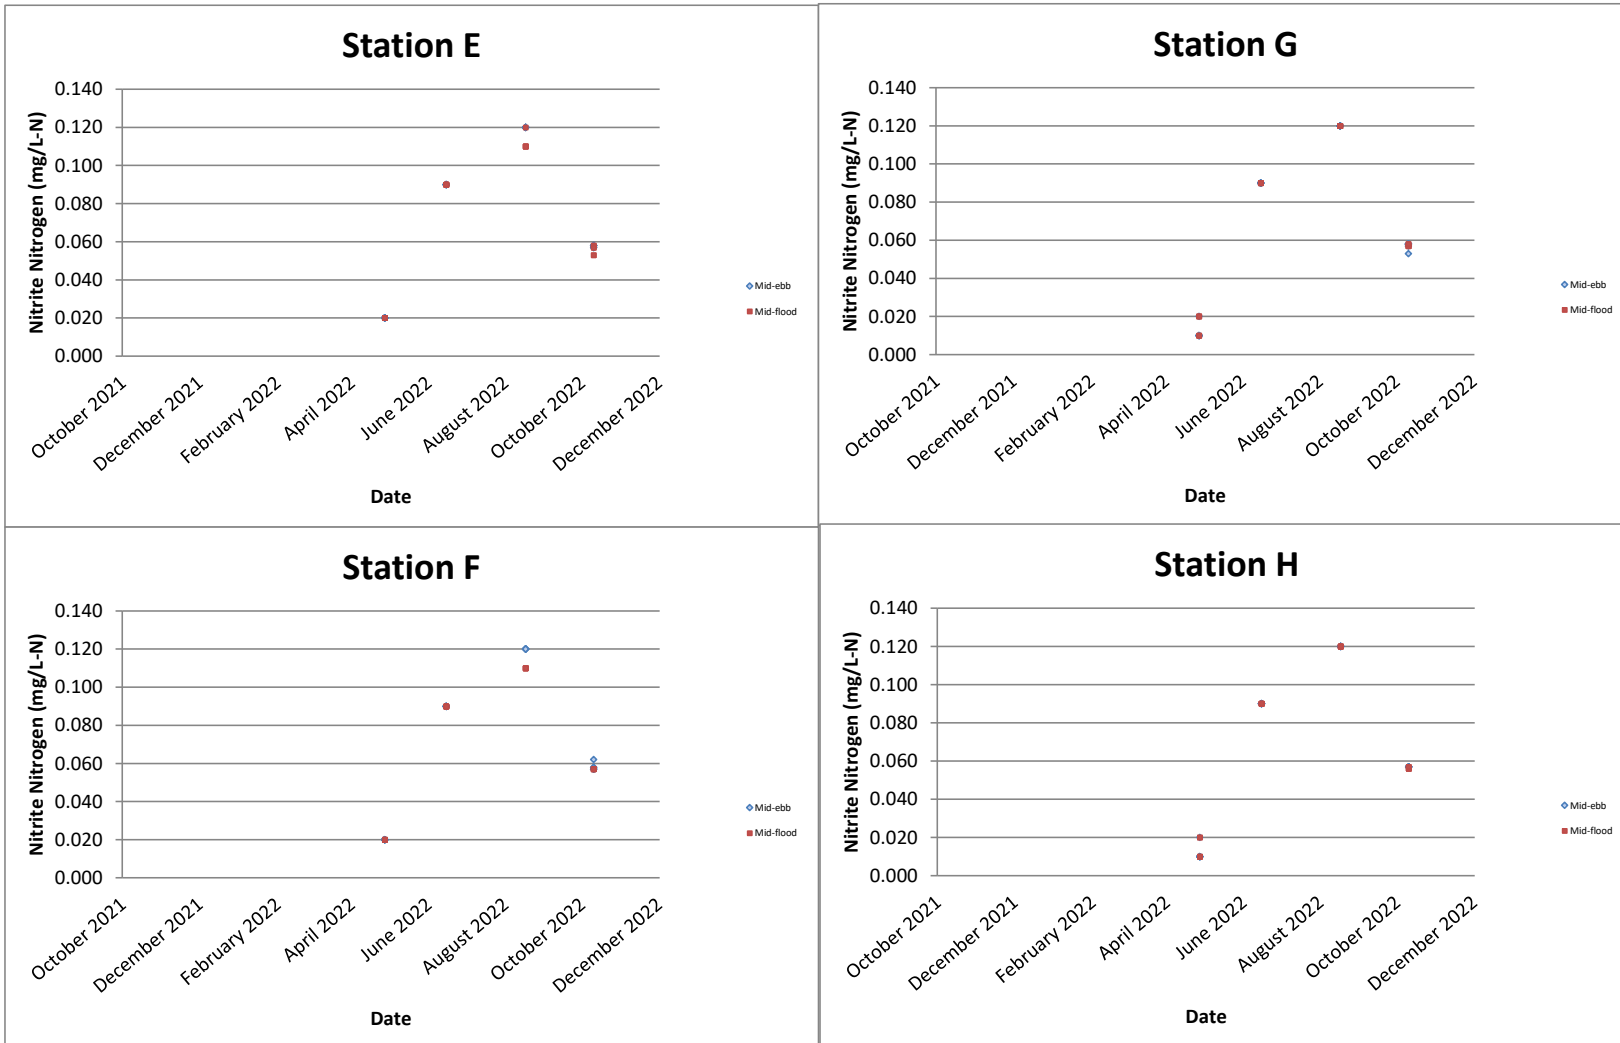 Station E
Nitrite Nitrogen (mg/L-N)
0.140
0.120
0.100
0.080
0.060
0.040
0.020
0.000
October 2021
December 2021
February 2022
April 2022
June 2022
August 2022
October 2022
December 2022
Date
Mid-ebb
Mid-flood
Station G
Nitrite Nitrogen (mg/L-N)
0.140
0.120
0.100
0.080
0.060
0.040
0.020
0.000
October 2021
December 2021
February 2022
April 2022
June 2022
August 2022
October 2022
December 2022
Date
Mid-ebb
Mid-flood
Station F
Nitrite Nitrogen (mg/L-N)
0.140
0.120
0.100
0.080
0.060
0.040
0.020
0.000
October 2021
December 2021
February 2022
April 2022
June 2022
August 2022
October 2022
December 2022
Date
Mid-ebb
Mid-flood
Station H
Nitrite Nitrogen (mg/L-N)
0.140
0.120
0.100
0.080
0.060
0.040
0.020
0.000
October 2021
December 2021
February 2022
April 2022
June 2022
August 2022
October 2022
December 2022
Date
Mid-ebb
Mid-flood